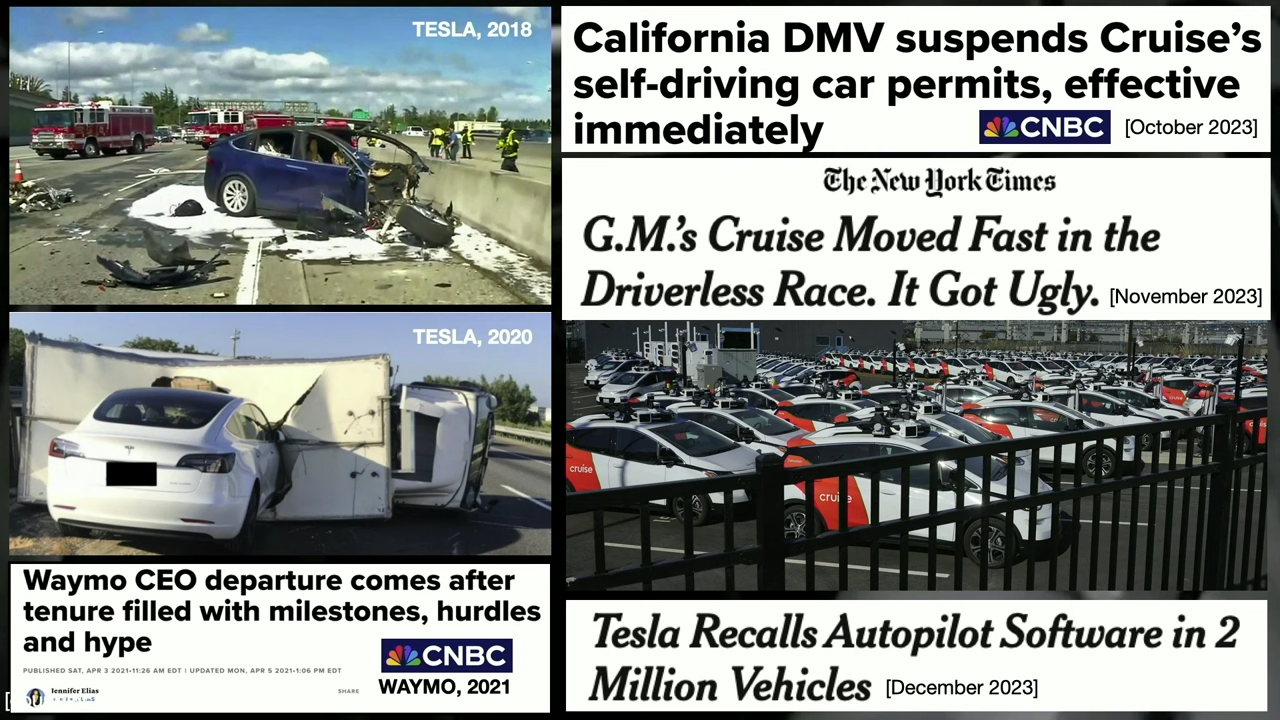 TESLA, 2018
TESLA, 2020
Waymo CEO departure comes after
tenure filled with milestones, hurdles
and hype
CNBC
PUBLISHED SAT, APR 3 2021-11:26 AM EDT | UPDATED MON, APR 5 2021-1:06 PM EDT
WAYMO, 2021
Jennifer Elias
SHARE
California DMV suspends Cruise’s
self-driving car permits, effective
immediately
CNBC [October 2023]
The New York Times
G.M.’s Cruise Moved Fast in the
Driverless Race. It Got Ugly. [November 2023]
cruise
cruise
Tesla Recalls Autopilot Software in 2
Million Vehicles [December 2023]